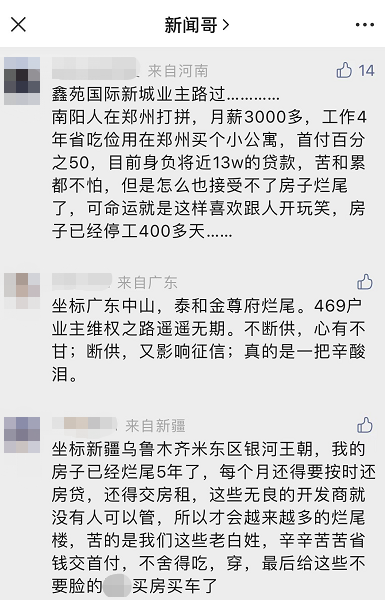 新闻哥
来自河南
14
鑫苑国际新城业主路过…………
南阳人在郑州打拼，月薪3000多，工作4
年省吃俭用在郑州买个小公寓，首付百分
之50，目前身负将近13w的贷款，苦和累
都不怕，但是怎么也接受不了房子烂尾
了，可命运就是这样喜欢跟人开玩笑，房
子已经停工400多天……
来自广东
坐标广东中山，泰和金尊府烂尾。469户
业主维权之路遥遥无期。不断供，心有不
甘；断供，又影响征信；真的是一把辛酸
泪。
来自新疆
坐标新疆乌鲁木齐米东区银河王朝，我的
房子已经烂尾5年了，每个月还得要按时还
房贷，还得交房租，这些无良的开发商就
没有人可以管，所以才会越来越多的烂尾
楼，苦的是我们这些老白姓，辛辛苦苦省
钱交首付，不舍得吃，穿，最后给这些不
要脸的买房买车了